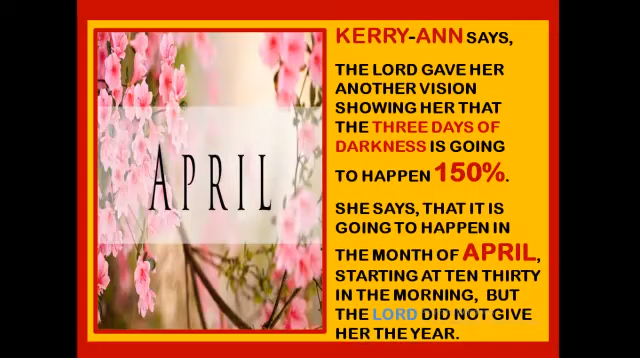 APRIL
KERRY-ANN SAYS,
THE LORD GAVE HER
ANOTHER VISION
SHOWING HER THAT
THE THREE DAYS OF
DARKNESS IS GOING
TO HAPPEN 150%.
SHE SAYS, THAT IT IS
GOING TO HAPPEN IN
THE MONTH OF APRIL,
STARTING AT TEN THIRTY
IN THE MORNING, BUT
THE LORD DID NOT GIVE
HER THE YEAR.